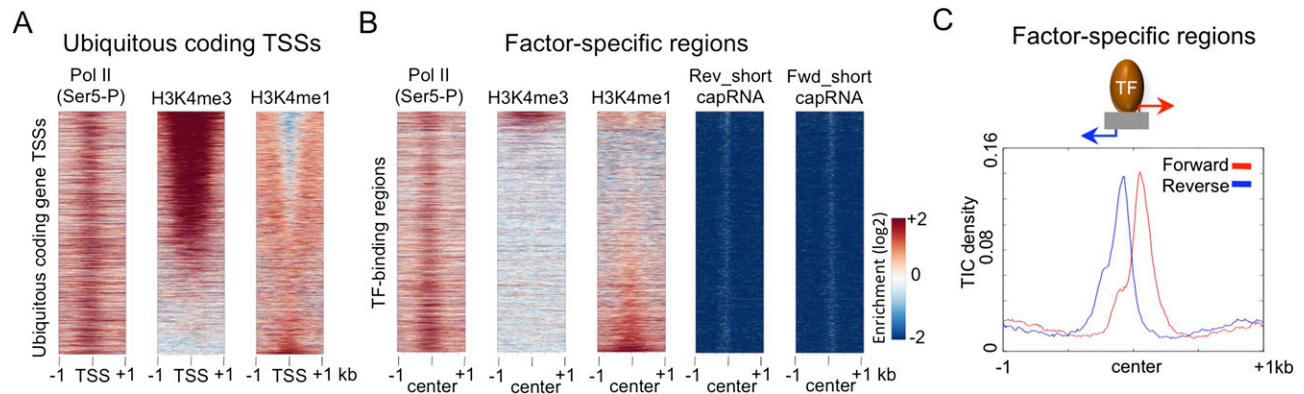 A
Ubiquitous coding TSSs
Pol II
(Ser5-P)
H3K4me3
H3K4me1
Ubiquitous coding gene TSSs
-1 TSS +1
-1 TSS +1
-1 TSS +1 kb
B
Factor-specific regions
Pol II
(Ser5-P)
H3K4me3
H3K4me1
Rev_short
capRNA
Fwd_short
capRNA
TF-binding regions
-1 center +1
-1 center +1
-1 center +1
-1 center +1
-1 center +1 kb
Enrichment (log2)
+2
0
-2
C
Factor-specific regions
TF
Forward
Reverse
TIC density
0.16
0.08
0
-1 center +1kb